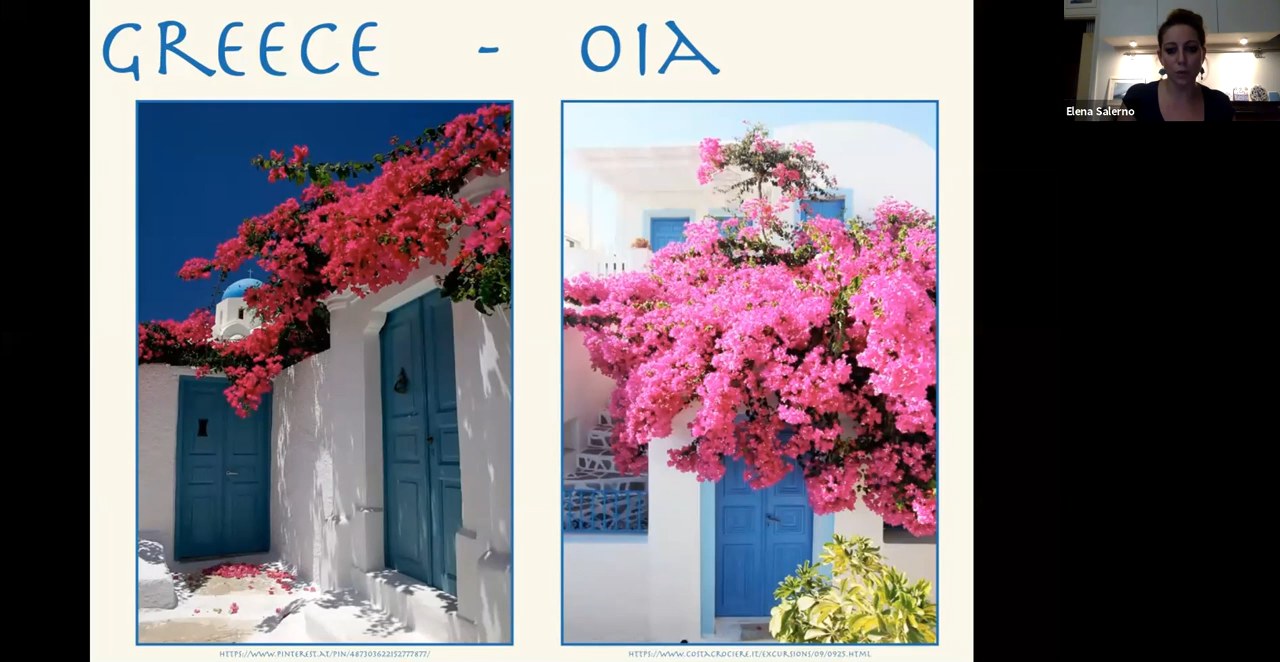 GREECE - OIA
Elena Salerno
HTTPS://WWW.PINTEREST.AT/PIN/487303622152777877/
HTTPS://WWW.COSTACROCIERE.IT/EXCURSIONS/09/0925.HTML